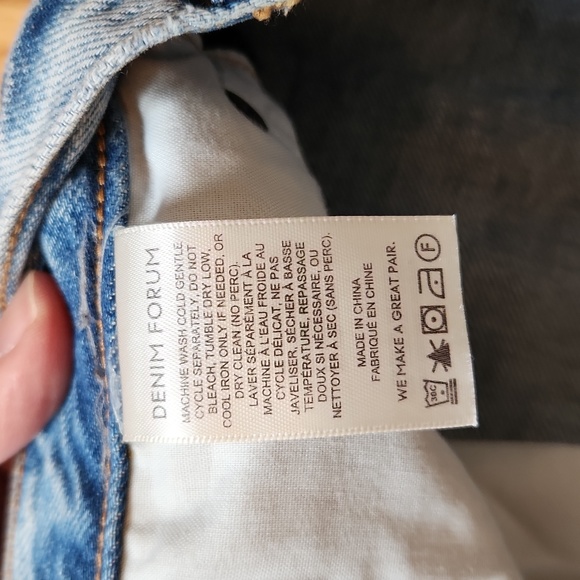 DENIM FORUM
MACHINE WASH COLD GENTLE
CYCLE SEPARATELY, DO NOT
BLEACH, TUMBLE DRY LOW,
COOL IRON ONLY IF NEEDED, OR
DRY CLEAN (NO PERC).
LAVER SÉPARÉMENT À LA
MACHINE À L'EAU FROIDE AU
CYCLE DÉLICAT, NE PAS
JAVELISER, SÉCHER À BASSE
TEMPÉRATURE, REPASSAGE
DOUX SI NÉCESSAIRE, OU
NETTOYER À SEC (SANS PERC).
MADE IN CHINA
FABRIQUÉ EN CHINE
WE MAKE A GREAT PAIR.
30C F